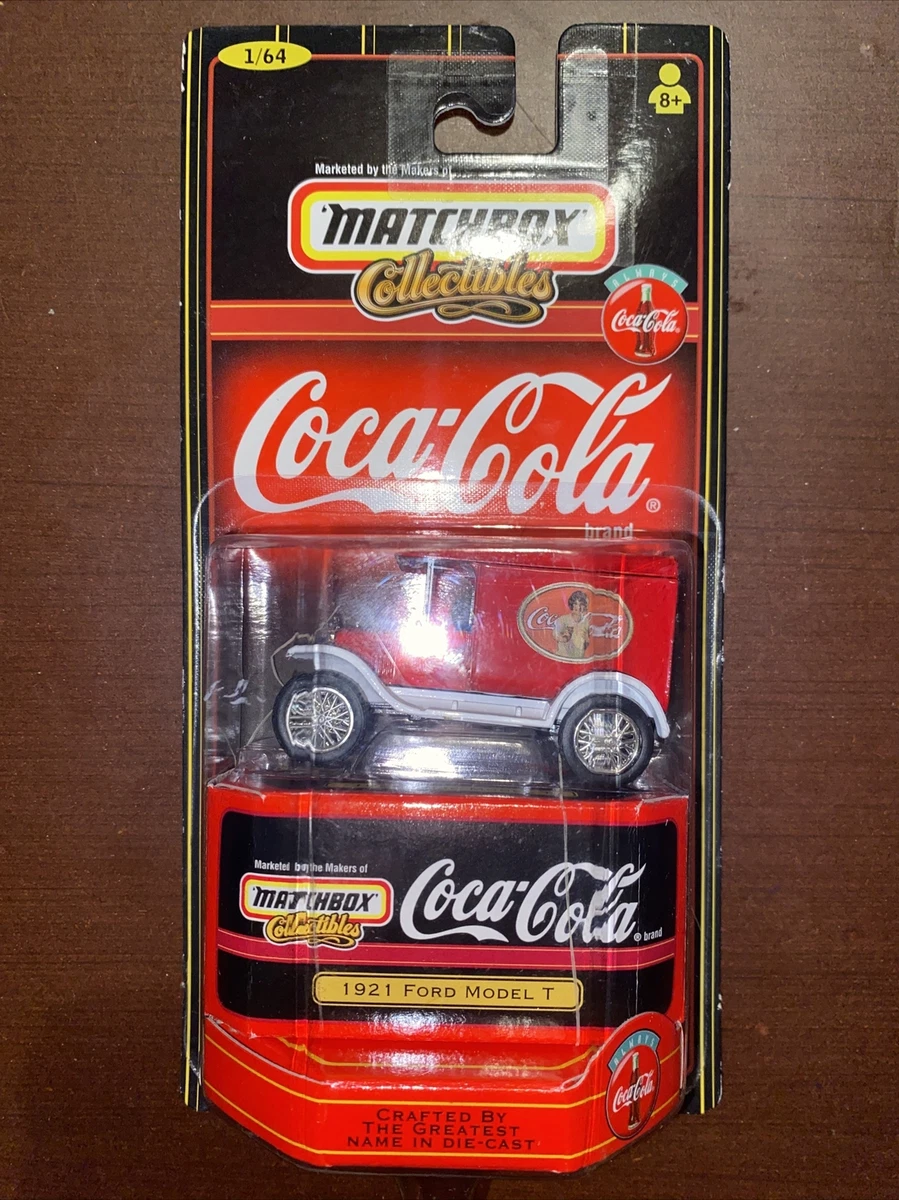 1/64
8+
Marketed by the Makers of
'MATCHBOX'
Collectibles
ALWAYS
Coca-Cola®
Coca-Cola®
brand
Coca-Cola
Marketed by the Makers of
'MATCHBOX'
Collectibles
Coca-Cola
® brand
1921 FORD MODEL T
ALWAYS
Coca-Cola
CRAFTED BY
THE GREATEST
NAME IN DIE-CAST